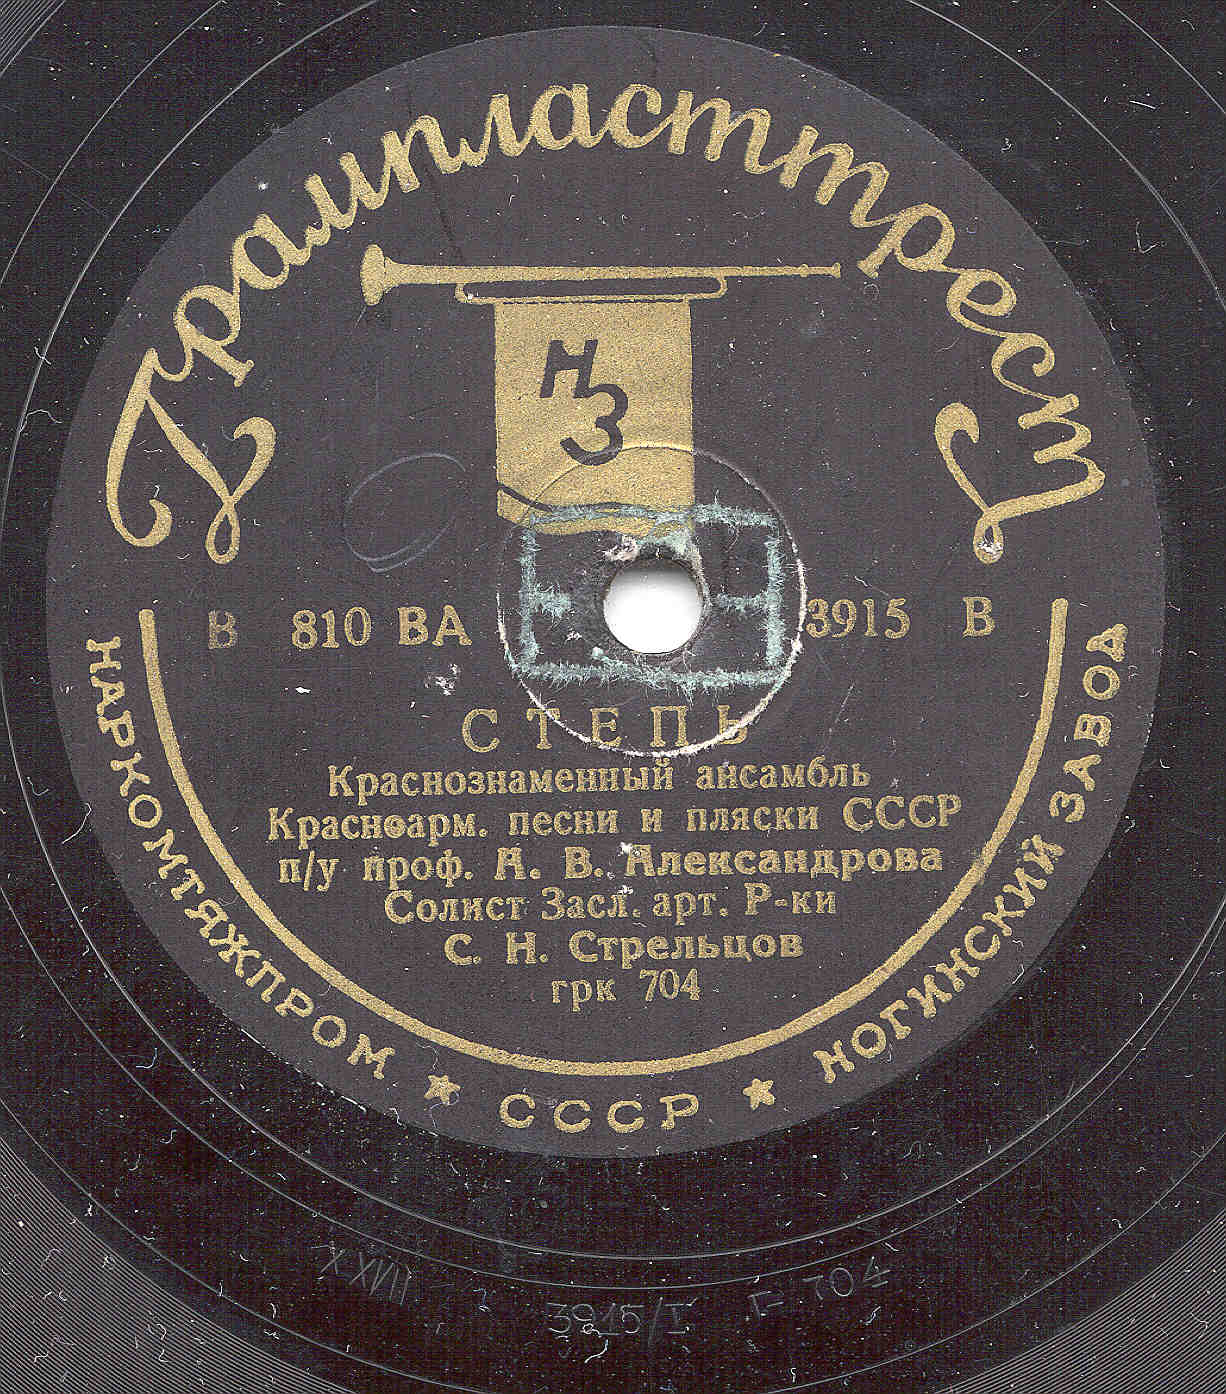 Грампласттрест
НЗ
В 810 ВА 3915 В
СТЕПЬ
Краснознаменный ансамбль
Красноарм. песни и пляски СССР
п/у проф. А. В. Александрова
Солист Засл. арт. Р-ки
С. Н. Стрельцов
грк 704
НАРКОМТЯЖПРОМ ★ СССР ★ НОГИНСКИЙ ЗАВОД
XXVII 3915/I Г-704